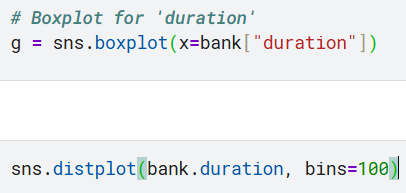 # Boxplot for 'duration'
g = sns.boxplot(x=bank["duration"])
sns.distplot(bank.duration, bins=100)